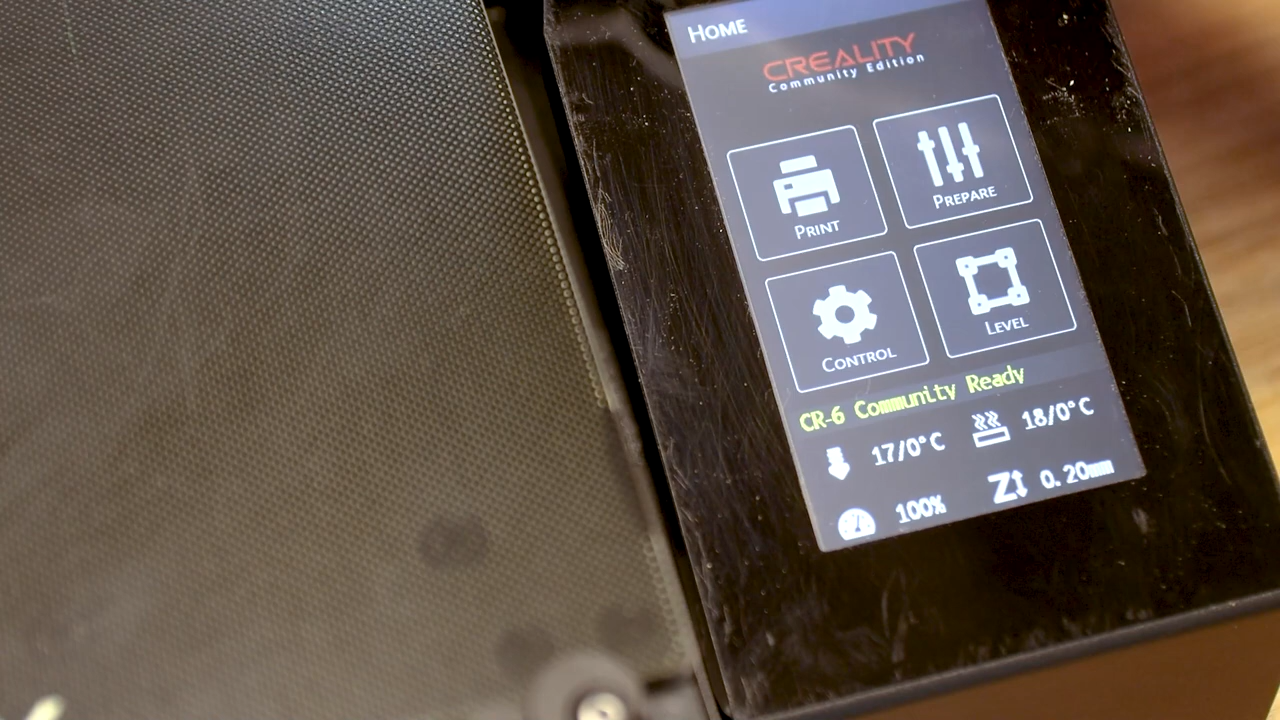 HOME
CREALITY
Community Edition
PRINT
PREPARE
CONTROL
LEVEL
CR-6 Community Ready
17/0°C
18/0°C
100%
Z 0.20mm